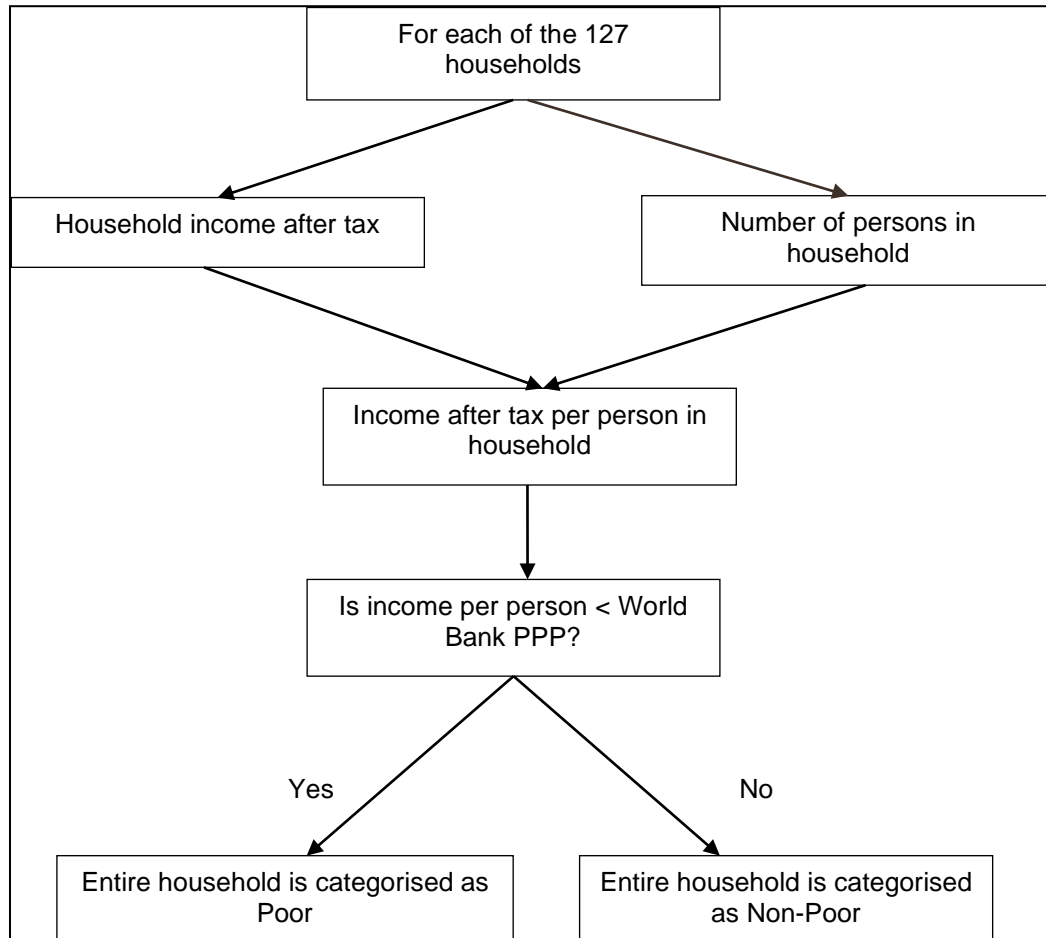 For each of the 127
households
Household income after tax
Number of persons in
household
Income after tax per person in
household
Is income per person < World
Bank PPP?
Yes
No
Entire household is categorised as
Poor
Entire household is categorised
as Non-Poor